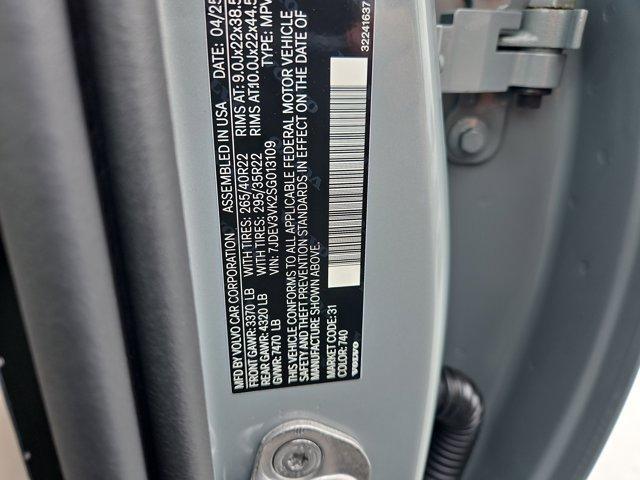 MFD BY VOLVO CAR CORPORATION ASSEMBLED IN USA DATE: 04/25
FRONT GAWR: 3370 LB WITH TIRES: 265/40R22 RIMS AT: 9.0Jx22x38.5
REAR GAWR: 4320 LB WITH TIRES: 295/35R22 RIMS AT10.0Jx22x44.5
GVWR: 7470 LB VIN: 7JDEV3VK2SG013109 TYPE: MPV
THIS VEHICLE CONFORMS TO ALL APPLICABLE FEDERAL MOTOR VEHICLE
SAFETY AND THEFT PREVENTION STANDARDS IN EFFECT ON THE DATE OF
MANUFACTURE SHOWN ABOVE.
MARKET CODE: 31
COLOR: 740
VOLVO
32241637